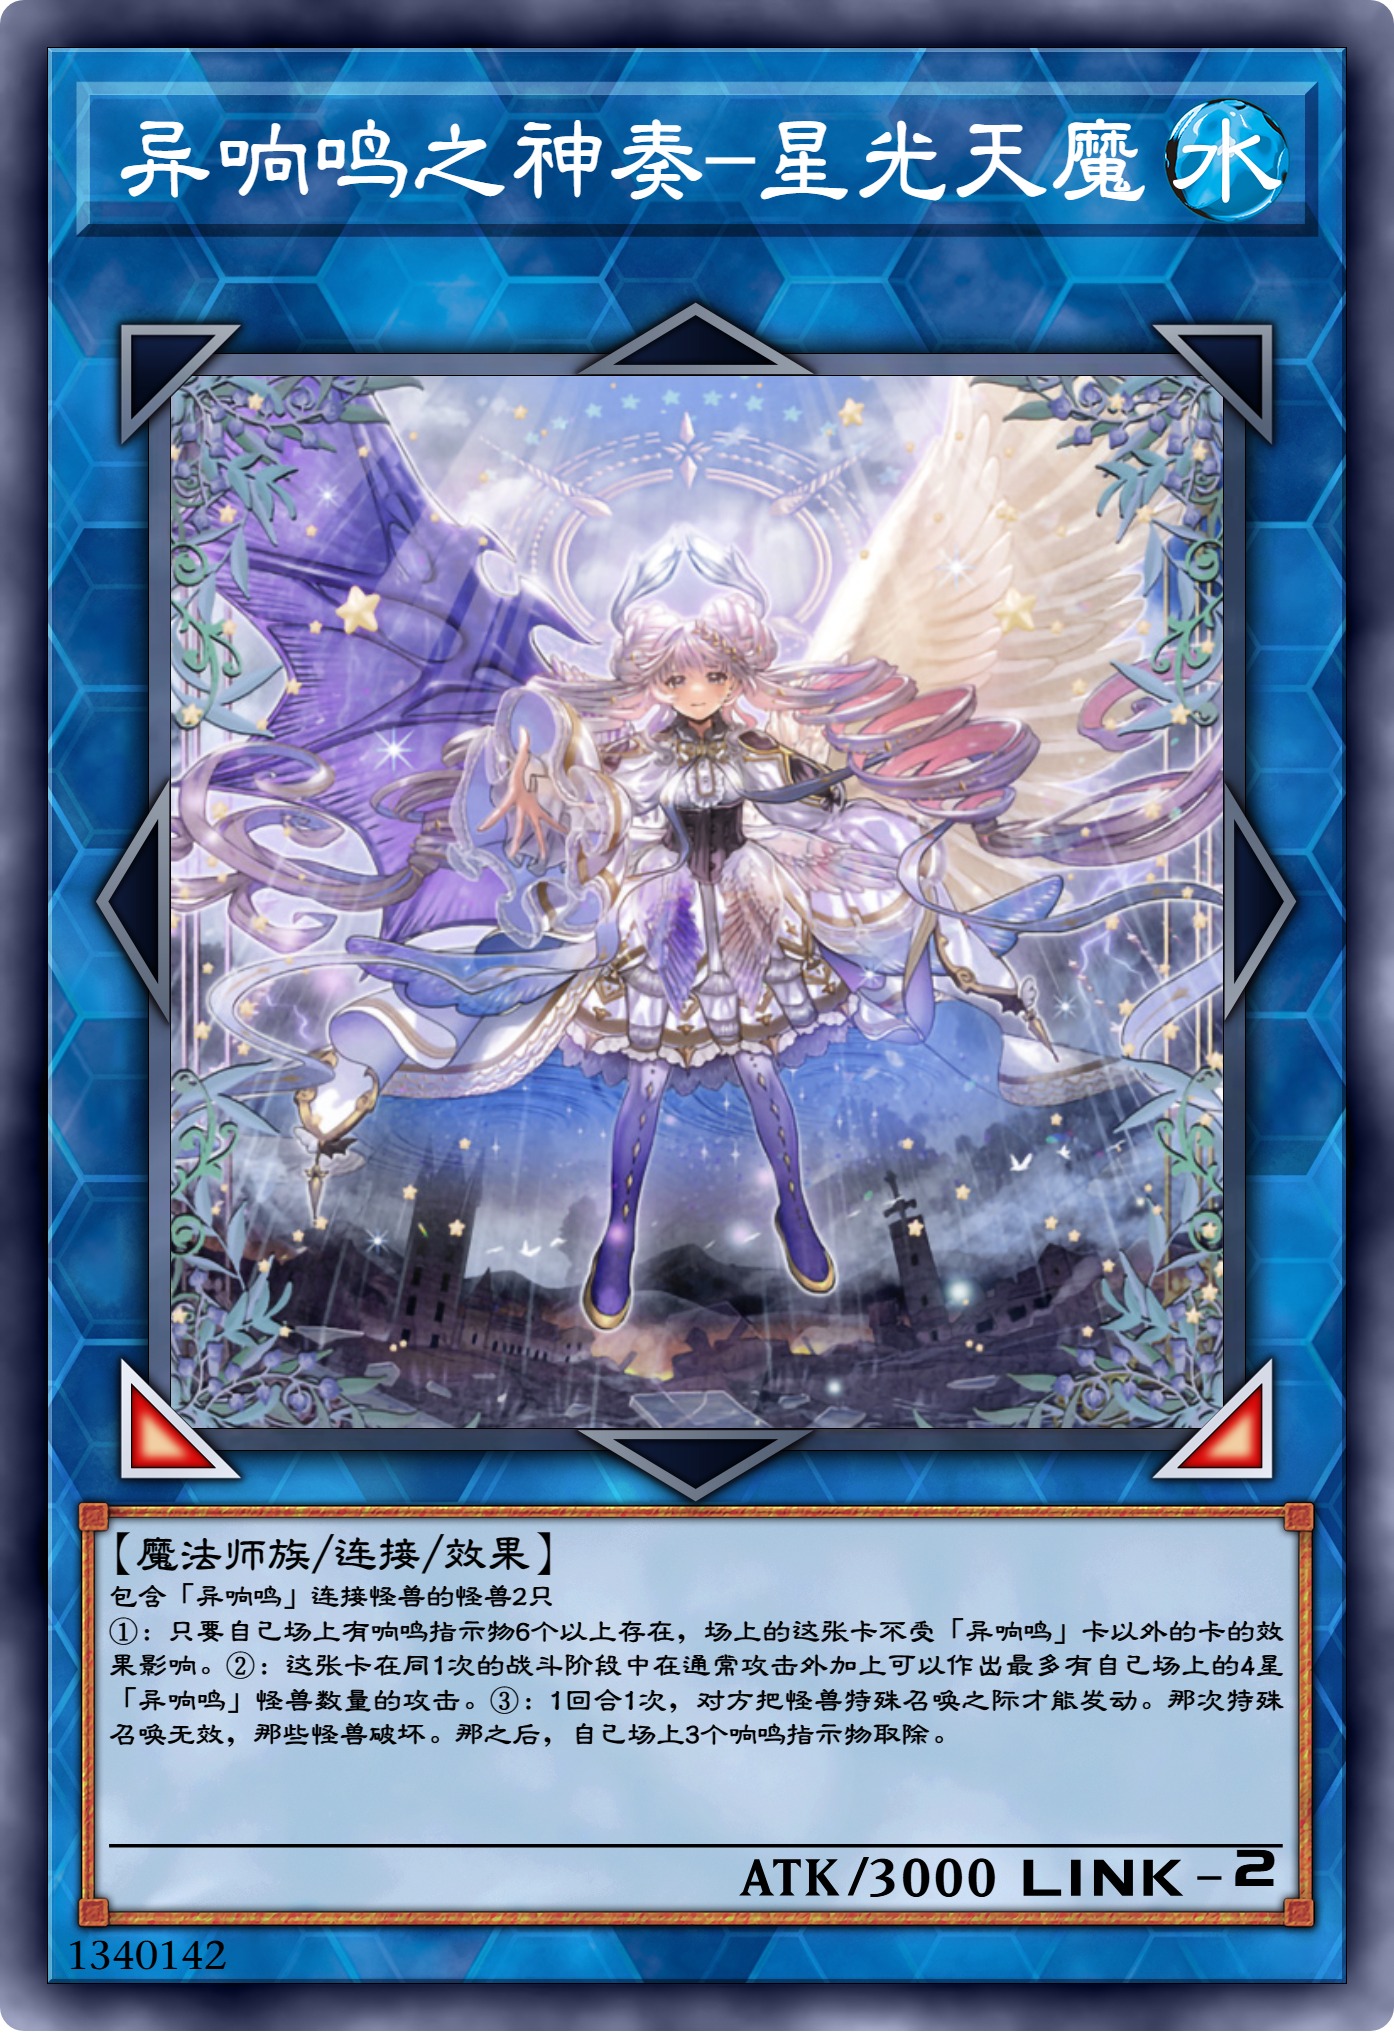 异响鸣之神奏-星光天魔 水
【魔法师族/连接/效果】
包含「异响鸣」连接怪兽的怪兽2只
①：只要自己场上有响鸣指示物6个以上存在，场上的这张卡不受「异响鸣」卡以外的卡的效
果影响。②：这张卡在同1次的战斗阶段中在通常攻击外加上可以作出最多有自己场上的4星
「异响鸣」怪兽数量的攻击。③：1回合1次，对方把怪兽特殊召唤之际才能发动。那次特殊
召唤无效，那些怪兽破坏。那之后，自己场上3个响鸣指示物取除。
ATK/3000 LINK-2
1340142